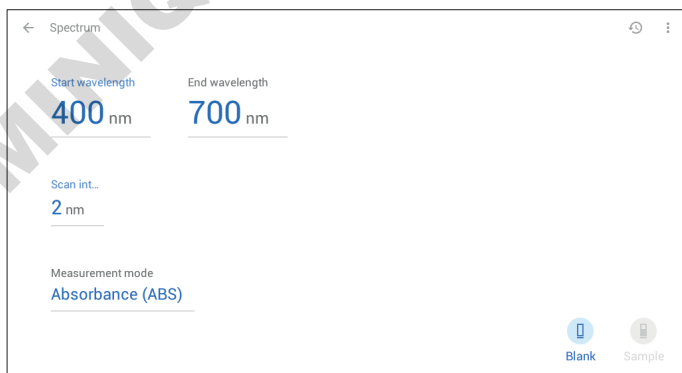 Spectrum
Start wavelength End wavelength
400 nm 700 nm
Scan int...
2 nm
Measurement mode
Absorbance (ABS)
Blank Sample